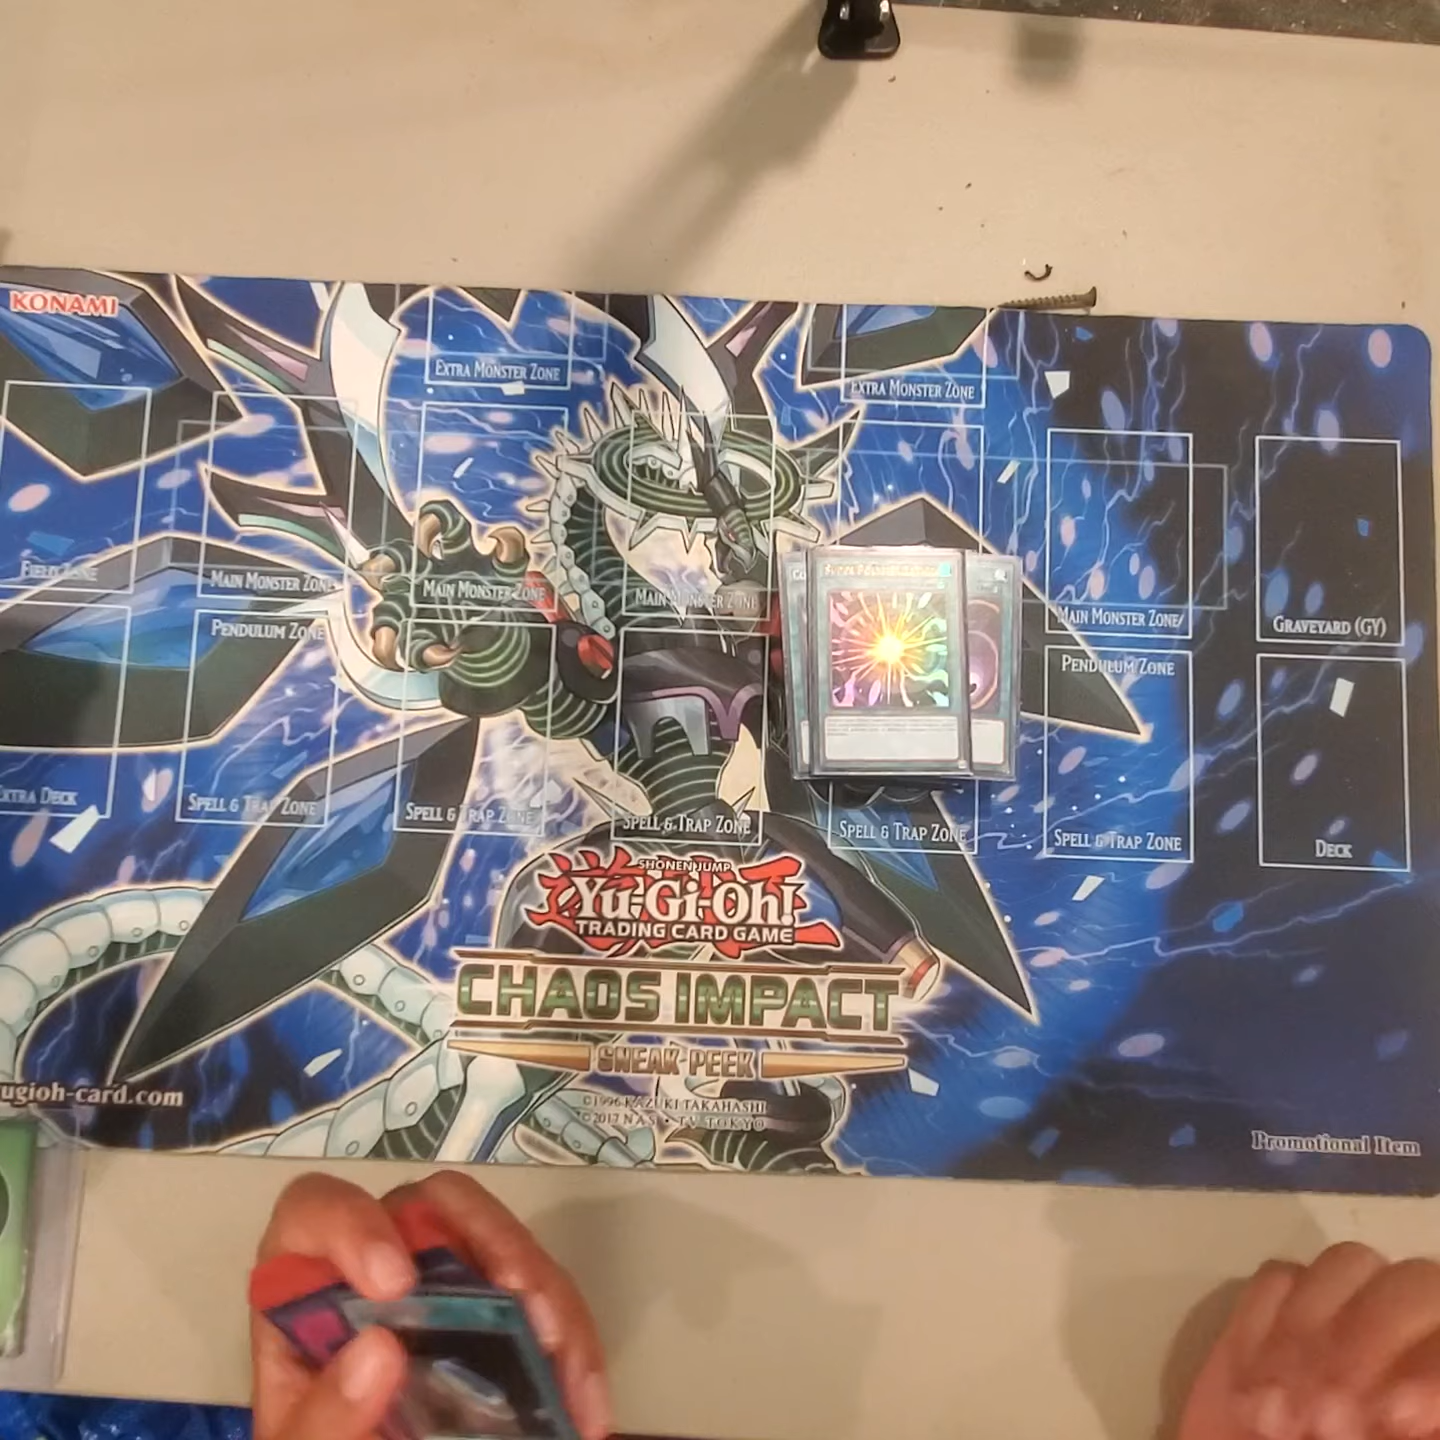 KONAMI
EXTRA MONSTER ZONE
EXTRA MONSTER ZONE
FIELD ZONE
MAIN MONSTER ZONE
MAIN MONSTER ZONE
MAIN MONSTER ZONE
MAIN MONSTER ZONE
GRAVEYARD (GY)
PENDULUM ZONE
PENDULUM ZONE
EXTRA DECK
SPELL & TRAP ZONE
SPELL & TRAP ZONE
SPELL & TRAP ZONE
SPELL & TRAP ZONE
SPELL & TRAP ZONE
DECK
SUPER POLYMERIZATION
SHONEN JUMP
Yu-Gi-Oh!
TRADING CARD GAME
CHAOS IMPACT
SNEAK PEEK
ugioh-card.com
©1996 KAZUKI TAKAHASHI
©2017 NAS • TV TOKYO
Promotional Item